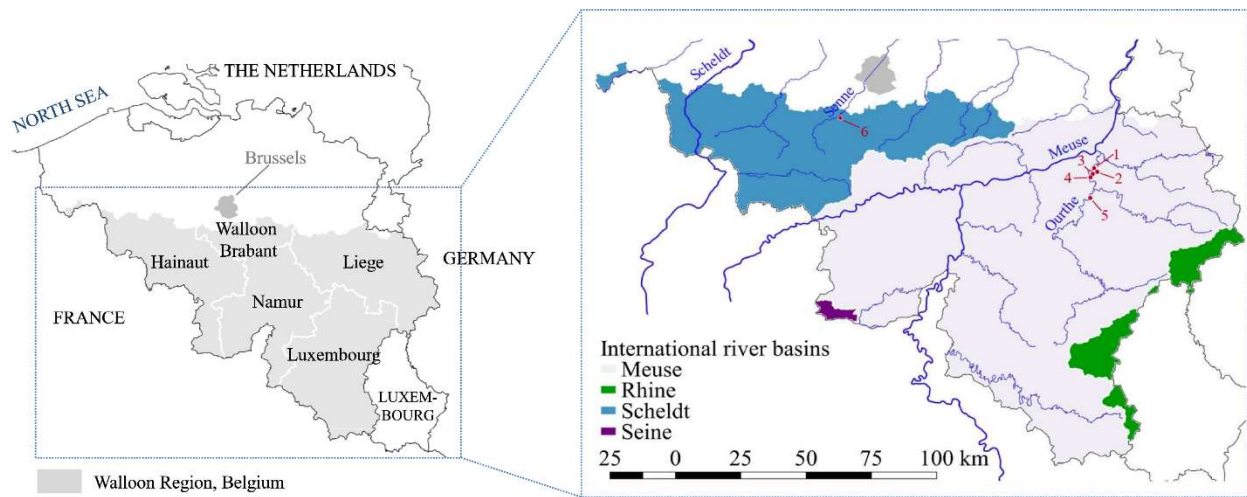 THE NETHERLANDS
NORTH SEA
Brussels
Walloon
Brabant
Hainaut
Liege
GERMANY
Namur
FRANCE
Luxembourg
LUXEM-
BOURG
Walloon Region, Belgium
Scheldt
Senne
6
Meuse
3
1
4
2
5
Ourthe
International river basins
Meuse
Rhine
Scheldt
Seine
25 0 25 50 75 100 km